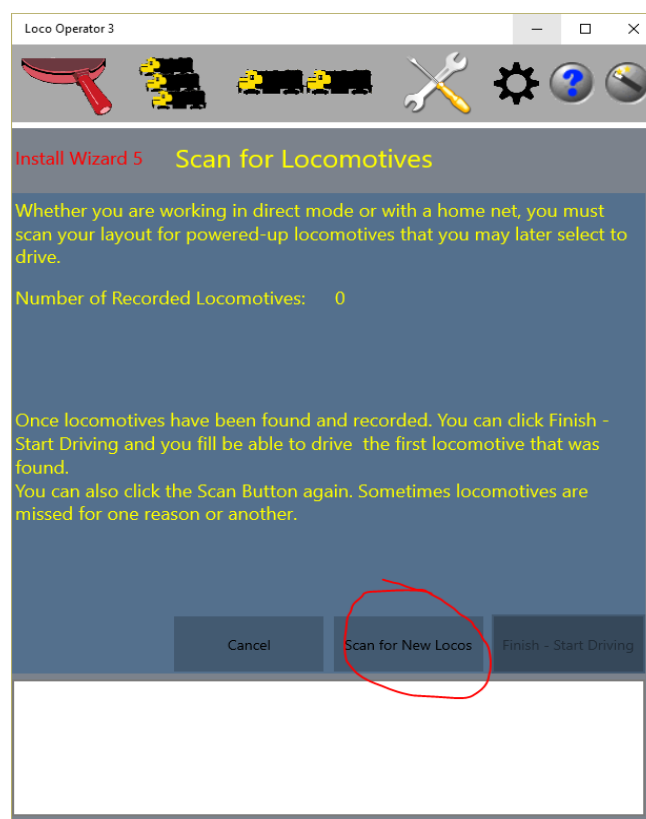 Loco Operator 3
Install Wizard 5 Scan for Locomotives
Whether you are working in direct mode or with a home net, you must
scan your layout for powered-up locomotives that you may later select to
drive.
Number of Recorded Locomotives: 0
Once locomotives have been found and recorded. You can click Finish -
Start Driving and you fill be able to drive the first locomotive that was
found.
You can also click the Scan Button again. Sometimes locomotives are
missed for one reason or another.
Cancel Scan for New Locos Finish - Start Driving